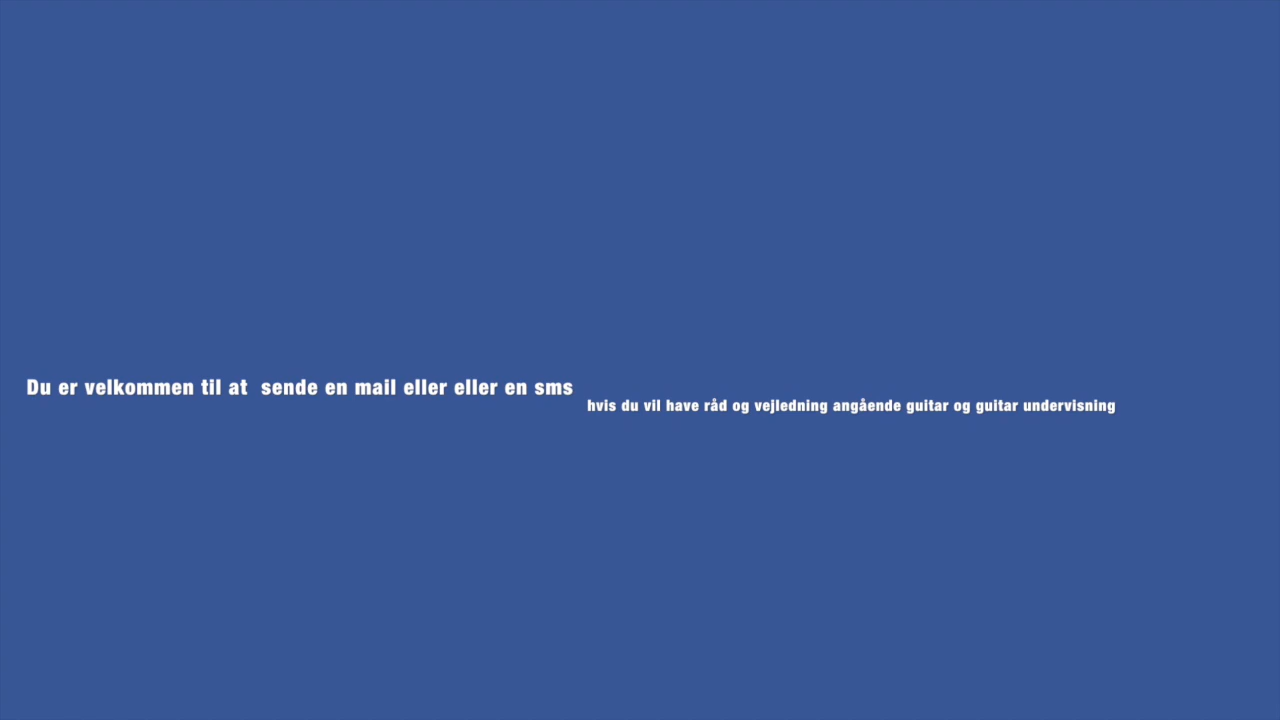 Du er velkommen til at  sende en mail eller eller en sms
hvis du vil have råd og vejledning angående guitar og guitar undervisning